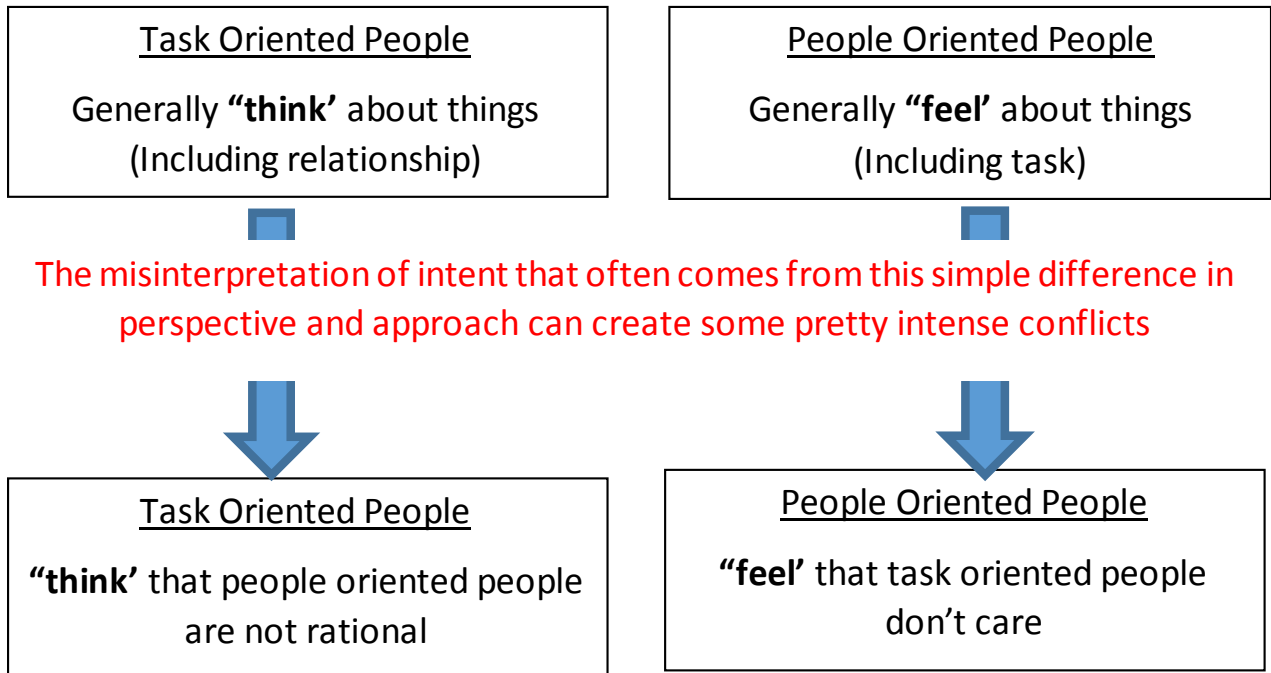 Task Oriented People
Generally “think’ about things
(Including relationship)
People Oriented People
Generally “feel’ about things
(Including task)
The misinterpretation of intent that often comes from this simple difference in
perspective and approach can create some pretty intense conflicts
Task Oriented People
“think’ that people oriented people
are not rational
People Oriented People
“feel’ that task oriented people
don’t care